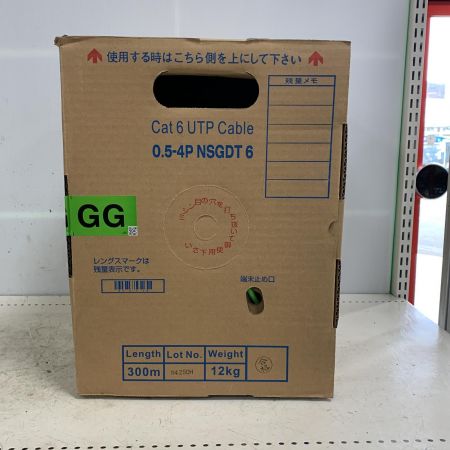 使用する時はこちら側を上にして下さい
残量メモ
Cat 6 UTP Cable
0.5-4P NSGDT 6
GG
レングスマークは
残量表示です。
端末止め口
Length Lot No. Weight
300m 12kg